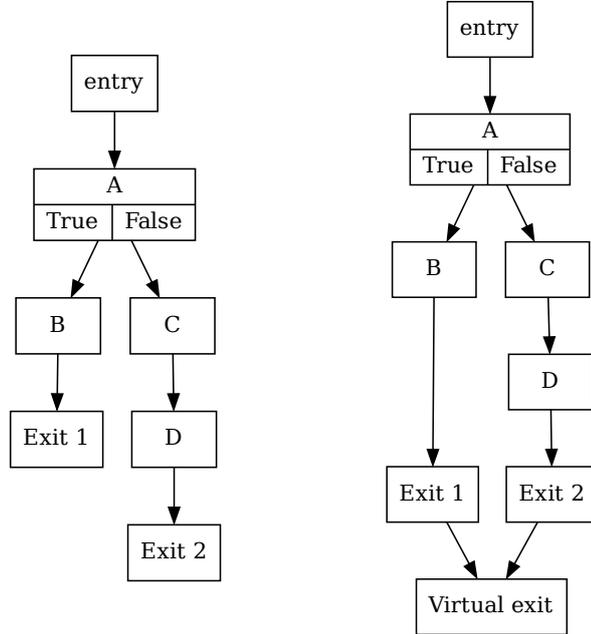 entry
A
True False
B
C
Exit 1
D
Exit 2
entry
A
True False
B
C
D
Exit 1
Exit 2
Virtual exit